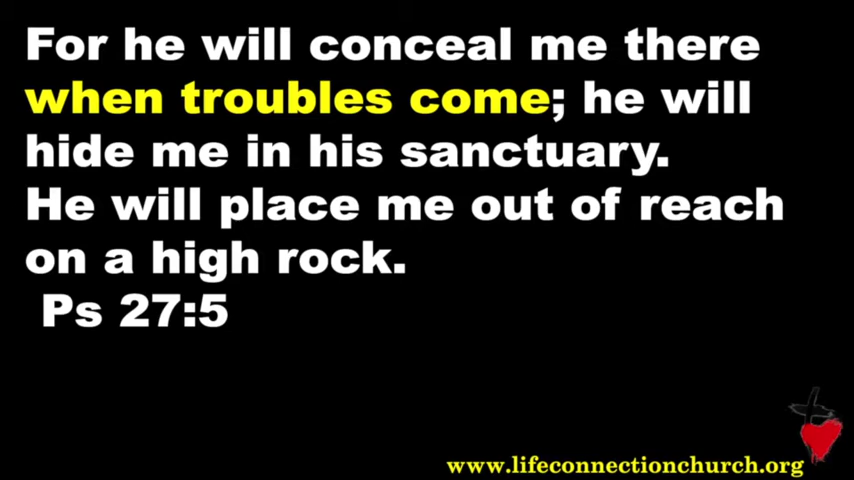 For he will conceal me there
when troubles come; he will
hide me in his sanctuary.
He will place me out of reach
on a high rock.
Ps 27:5
www.lifeconnectionchurch.org